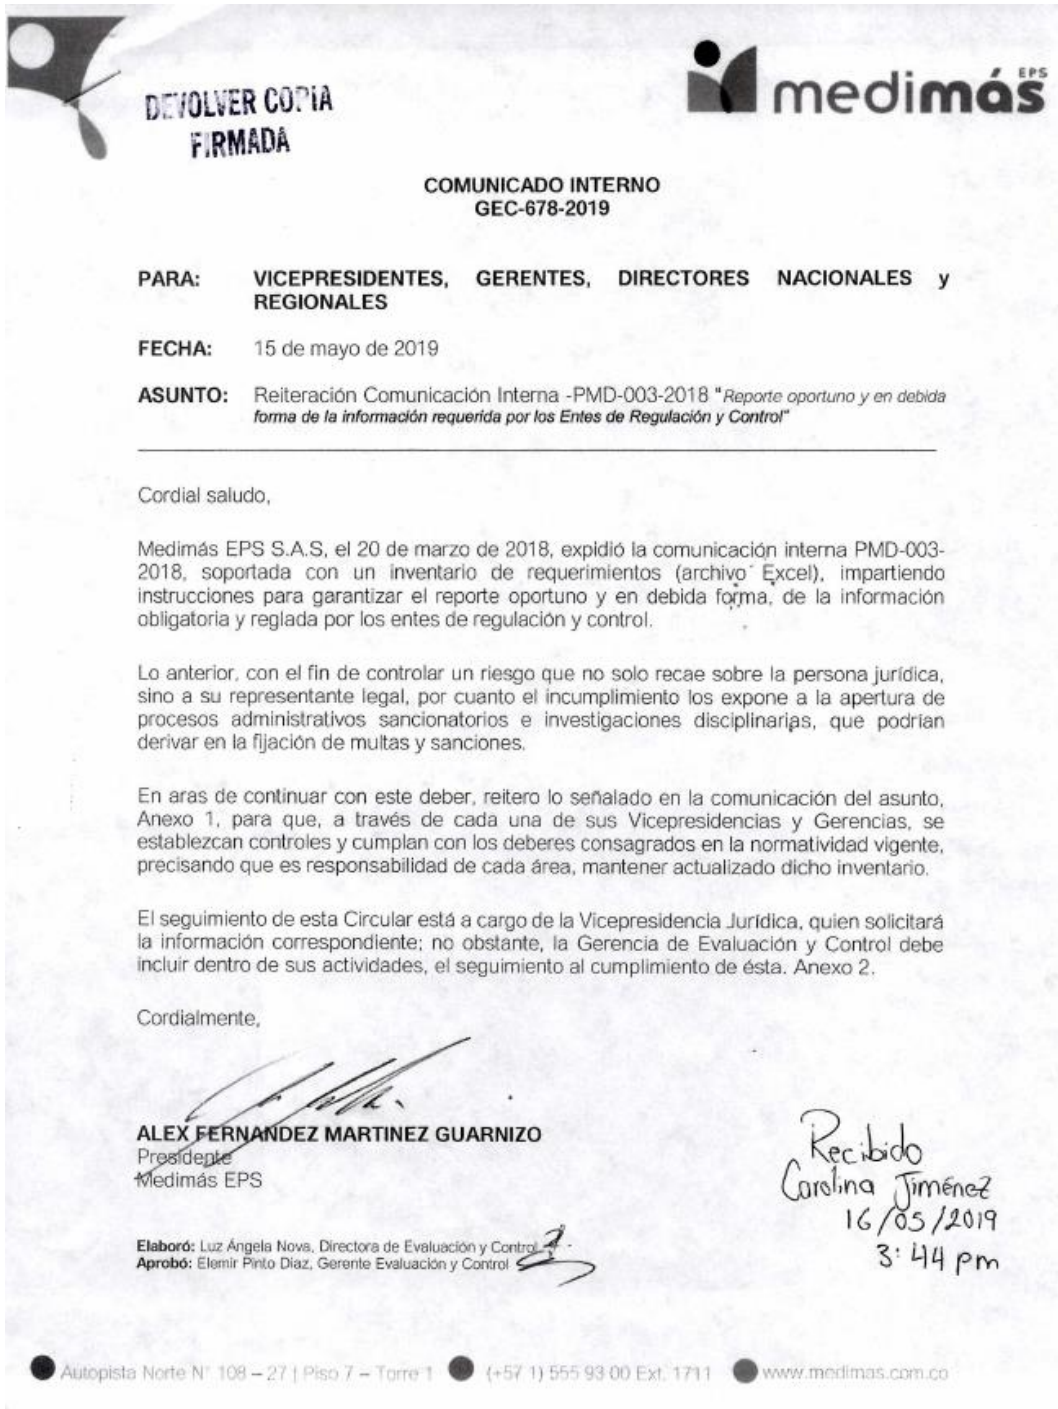 DEVOLVER COPIA
FIRMADA
medimás EPS
COMUNICADO INTERNO
GEC-678-2019
PARA: VICEPRESIDENTES, GERENTES, DIRECTORES NACIONALES y
REGIONALES
FECHA: 15 de mayo de 2019
ASUNTO: Reiteración Comunicación Interna -PMD-003-2018 "Reporte oportuno y en debida
forma de la información requerida por los Entes de Regulación y Control"
Cordial saludo,
Medimás EPS S.A.S, el 20 de marzo de 2018, expidió la comunicación interna PMD-003-
2018, soportada con un inventario de requerimientos (archivo Excel), impartiendo
instrucciones para garantizar el reporte oportuno y en debida forma, de la información
obligatoria y reglada por los entes de regulación y control.
Lo anterior, con el fin de controlar un riesgo que no solo recae sobre la persona jurídica,
sino a su representante legal, por cuanto el incumplimiento los expone a la apertura de
procesos administrativos sancionatorios e investigaciones disciplinarias, que podrían
derivar en la fijación de multas y sanciones.
En aras de continuar con este deber, reitero lo señalado en la comunicación del asunto,
Anexo 1, para que, a través de cada una de sus Vicepresidencias y Gerencias, se
establezcan controles y cumplan con los deberes consagrados en la normatividad vigente,
precisando que es responsabilidad de cada área, mantener actualizado dicho inventario.
El seguimiento de esta Circular está a cargo de la Vicepresidencia Jurídica, quien solicitará
la información correspondiente; no obstante, la Gerencia de Evaluación y Control debe
incluir dentro de sus actividades, el seguimiento al cumplimiento de ésta. Anexo 2.
Cordialmente,
ALEX FERNANDEZ MARTINEZ GUARNIZO
Presidente
Medimás EPS
Recibido
Carolina Jiménez
16/05/2019
3:44 pm
Elaboró: Luz Ángela Nova, Directora de Evaluación y Control
Aprobó: Elemir Pinto Díaz, Gerente Evaluación y Control
Autopista Norte N° 108 – 27 | Piso 7 – Torre 1 (+57 1) 555 93 00 Ext. 1711 www.medimas.com.co